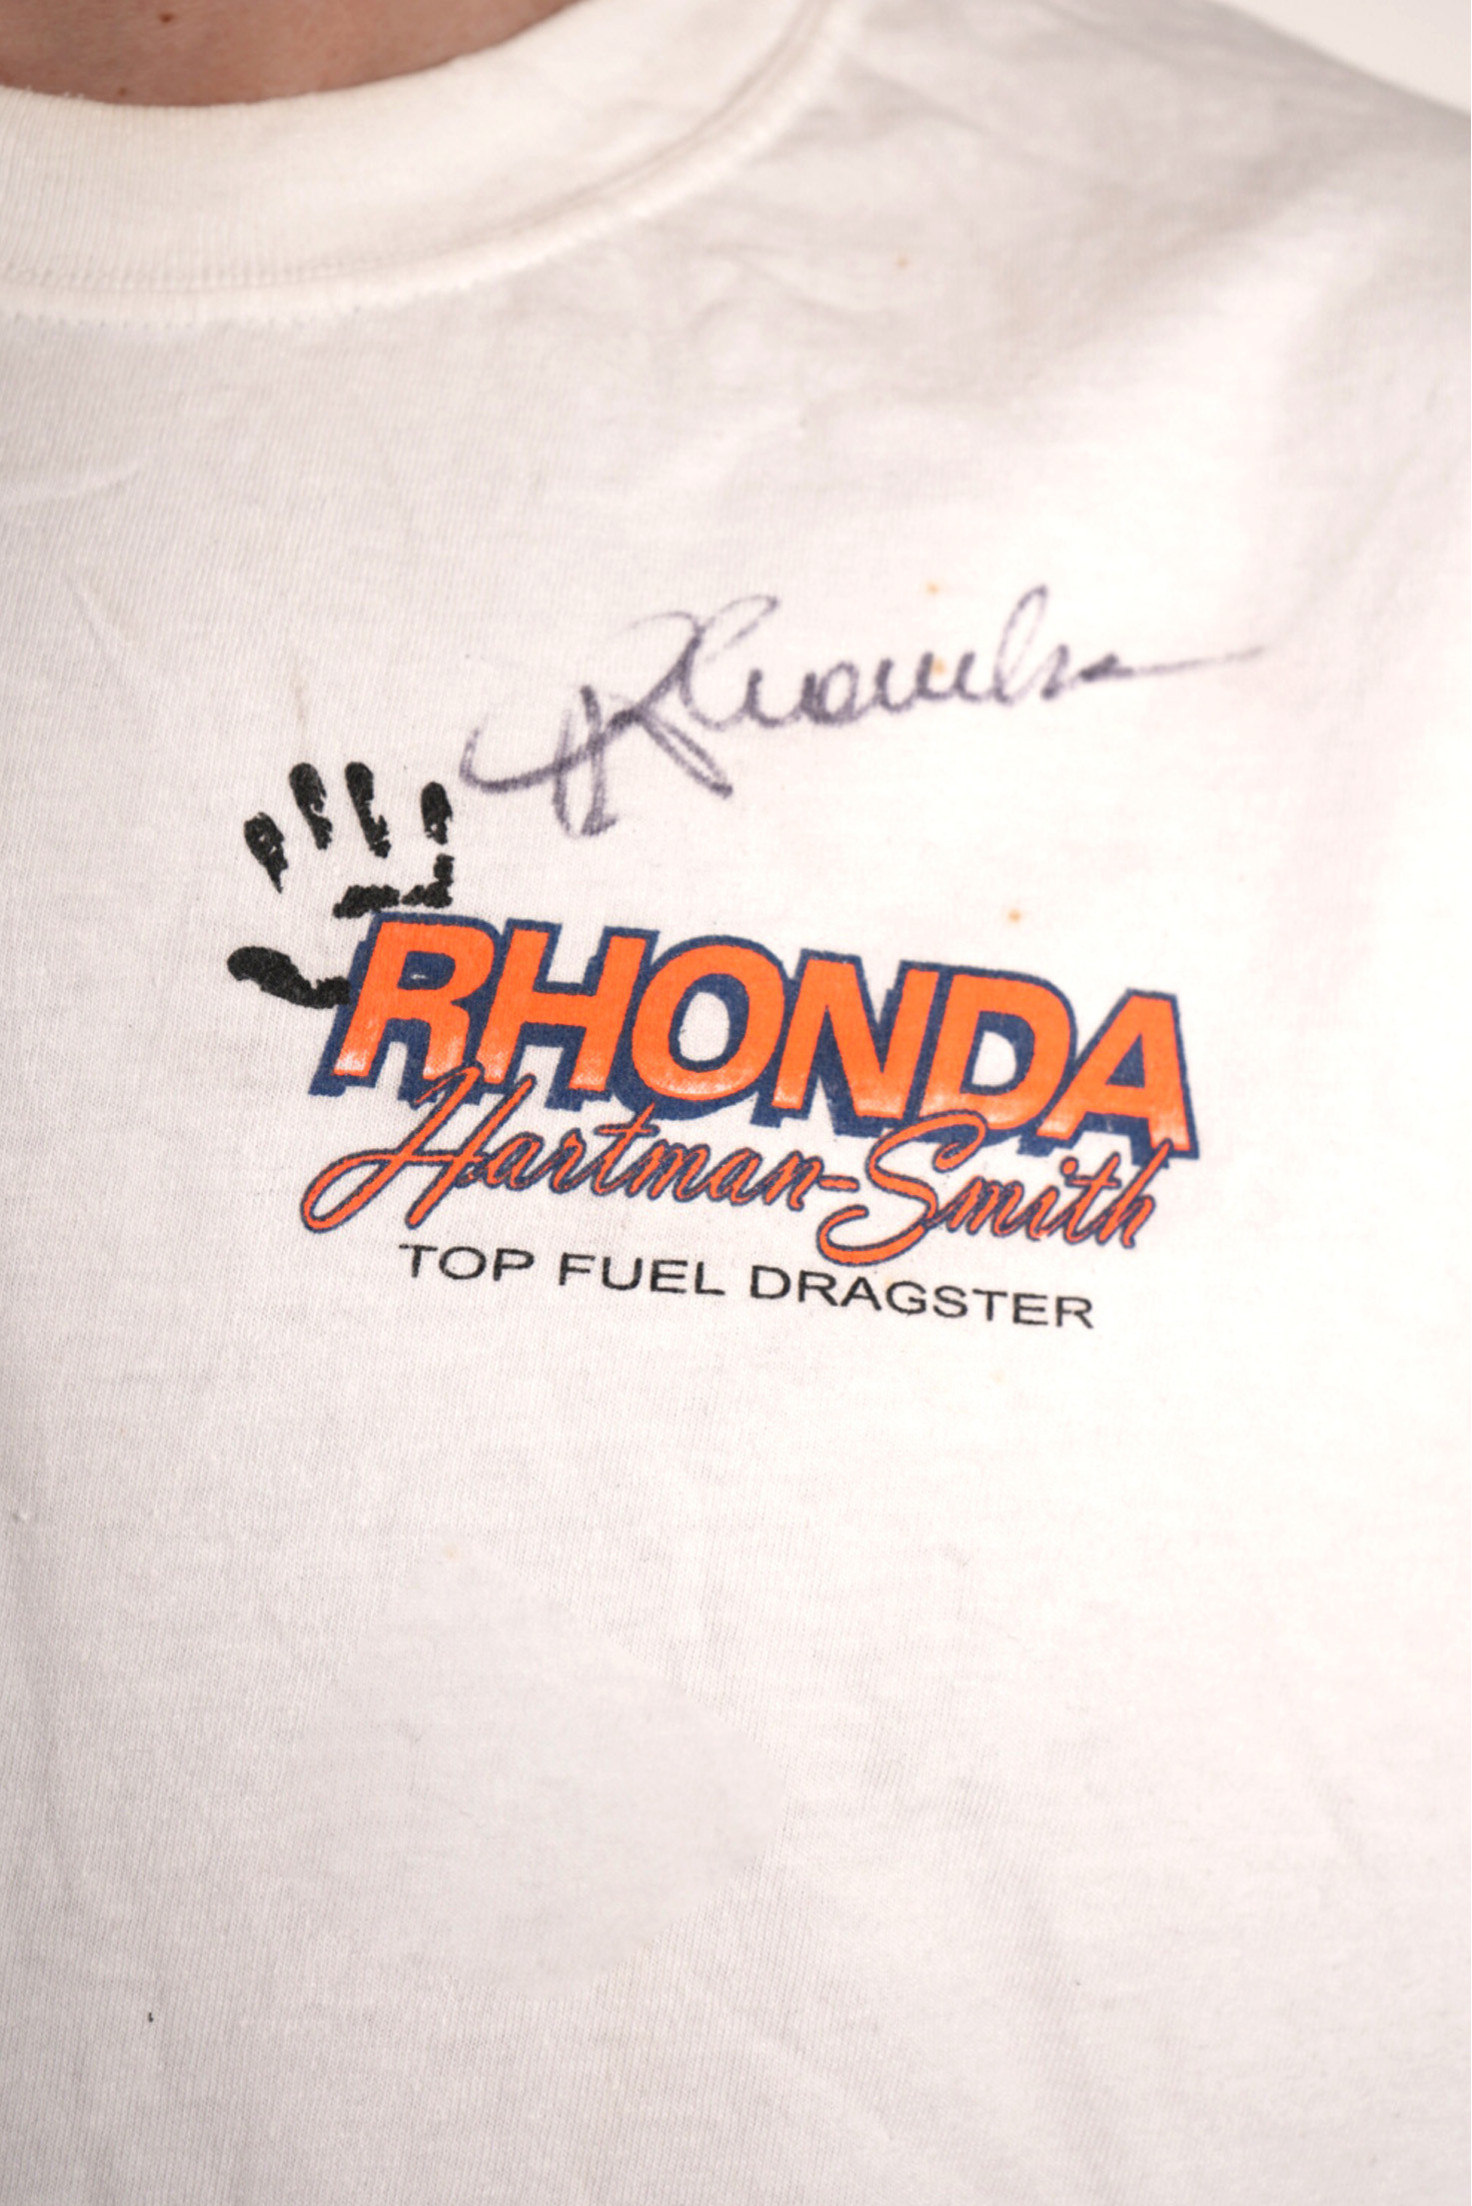 RHONDA
Hartman-Smith
TOP FUEL DRAGSTER